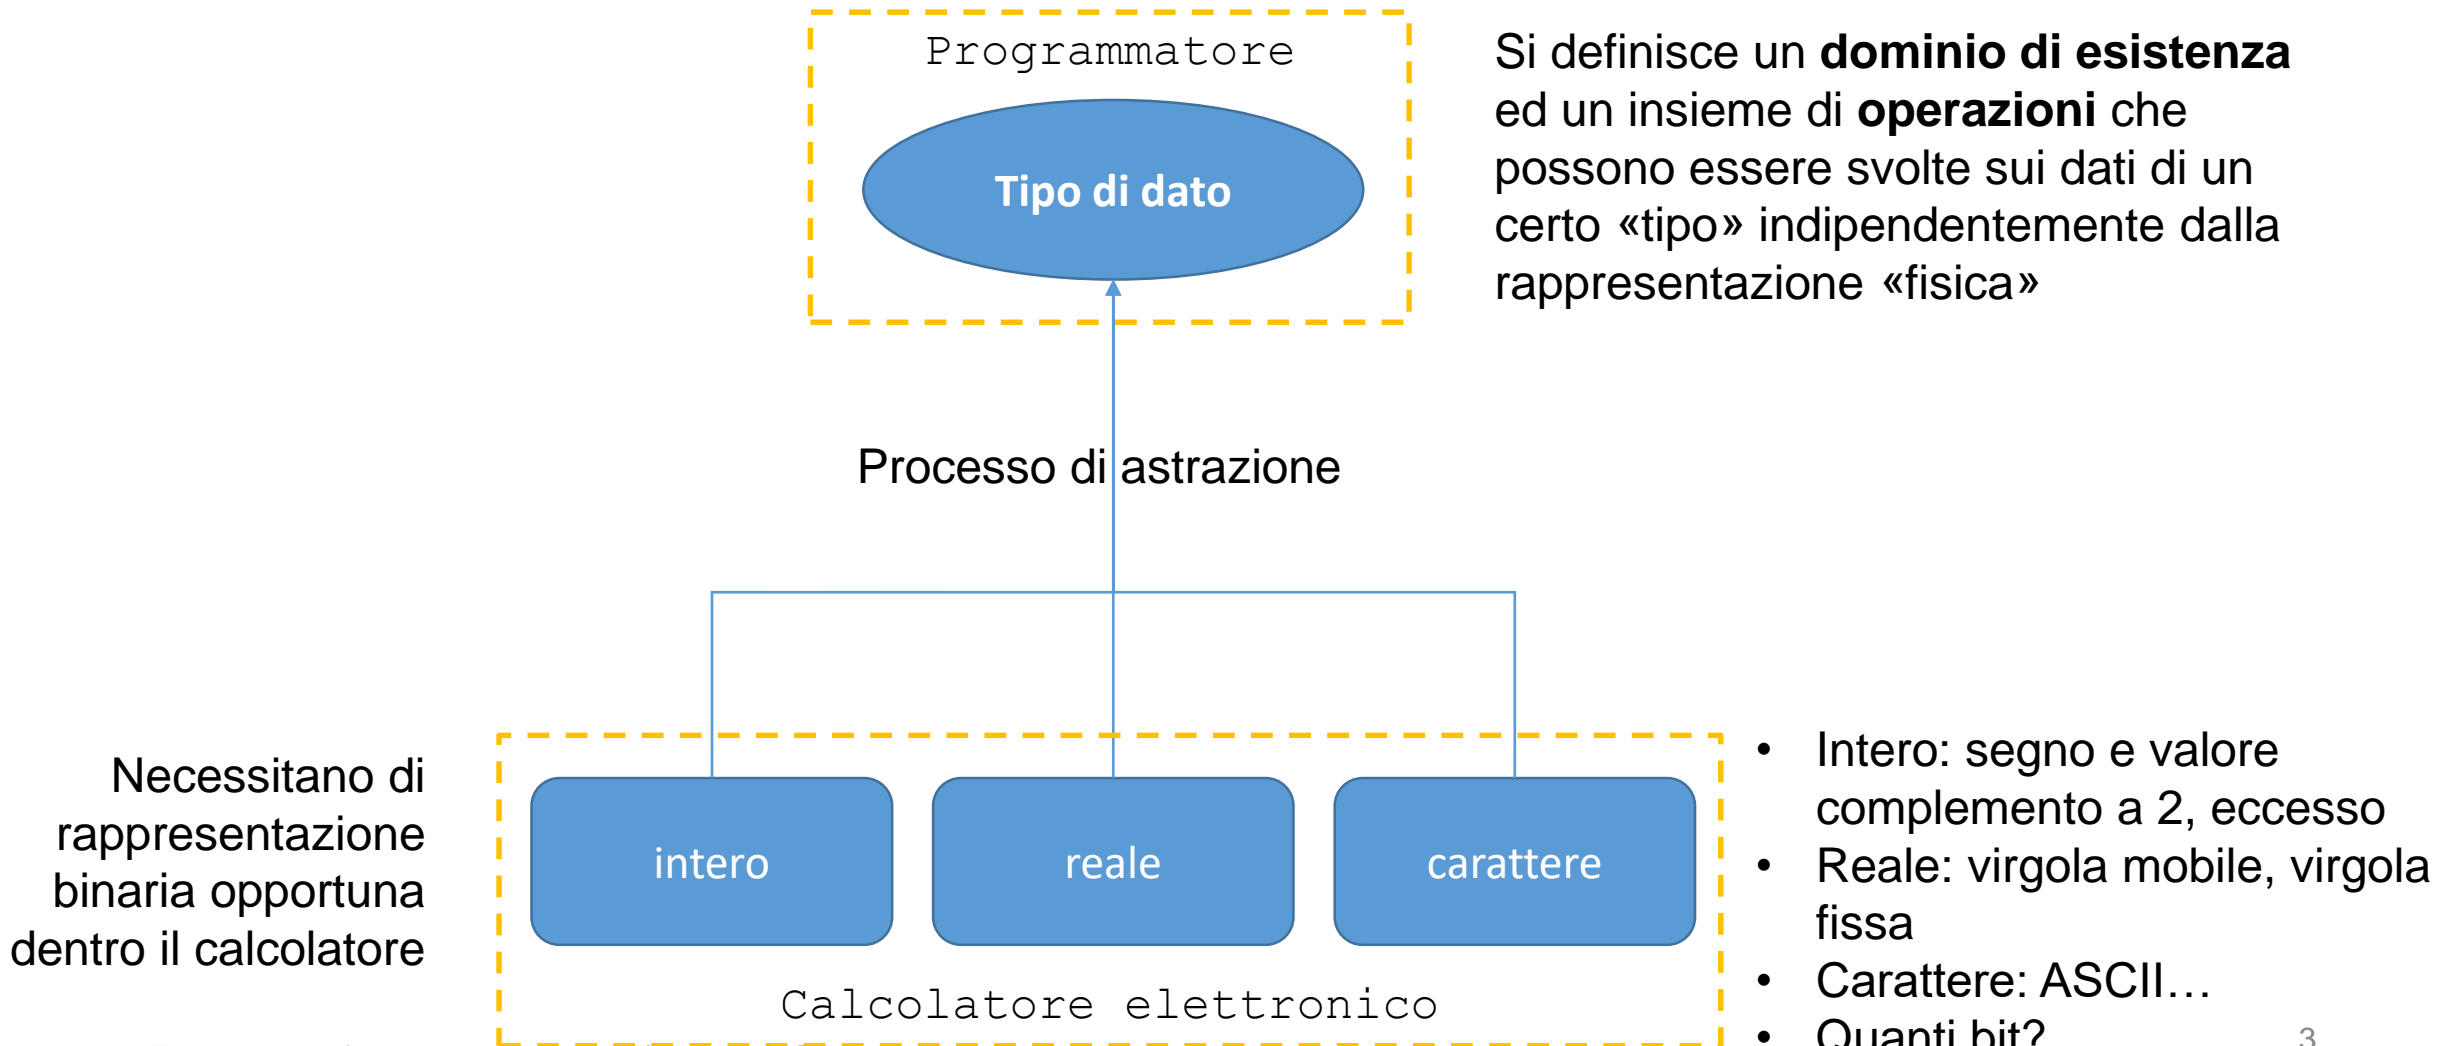 Programmatore
Tipo di dato
Si definisce un dominio di esistenza
ed un insieme di operazioni che
possono essere svolte sui dati di un
certo «tipo» indipendentemente dalla
rappresentazione «fisica»
Processo di astrazione
Necessitano di
rappresentazione
binaria opportuna
dentro il calcolatore
intero
reale
carattere
Calcolatore elettronico
• Intero: segno e valore
complemento a 2, eccesso
• Reale: virgola mobile, virgola
fissa
• Carattere: ASCII…
• Quanti bit?
3